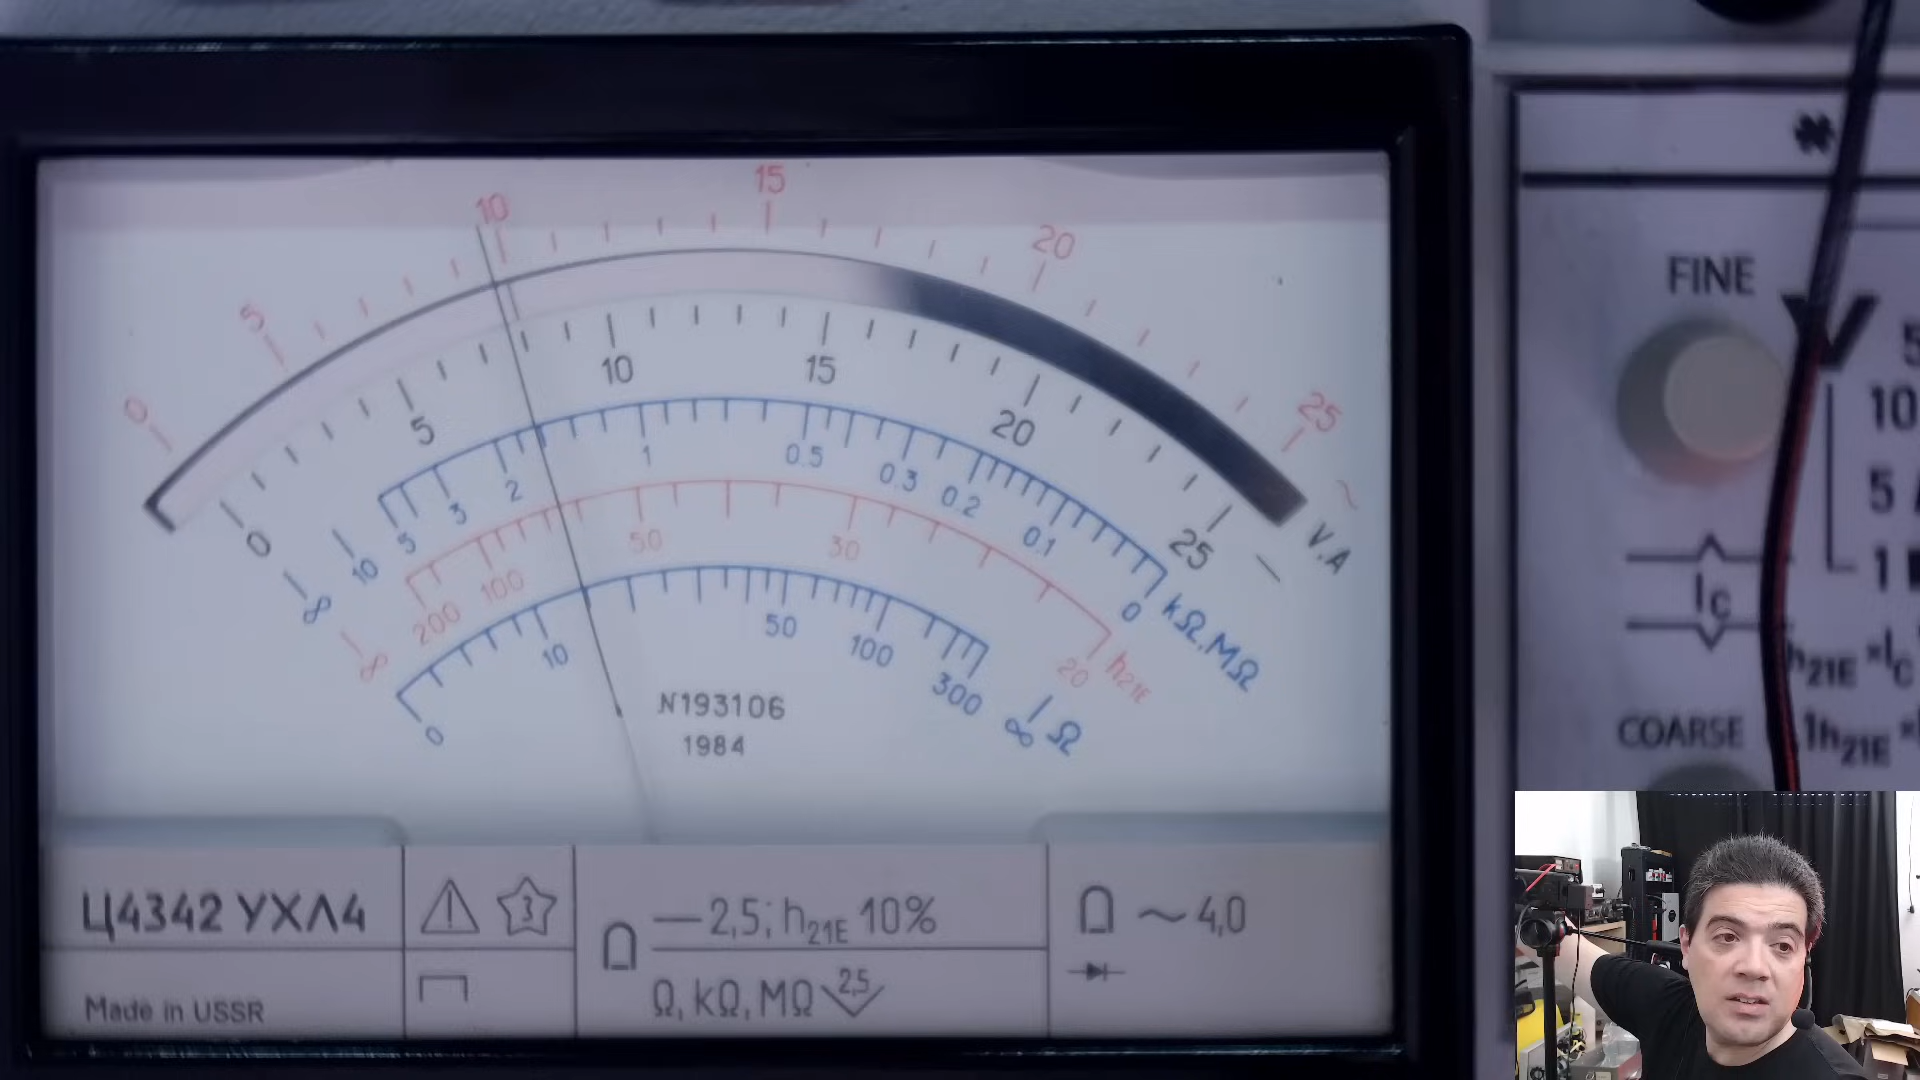 0 5 10 15 20 25 ~
0 5 10 15 20 25 — V.A
∞ 10 5 3 2 1 0.5 0.3 0.2 0.1 0 kΩ,MΩ
∞ 200 100 50 30 20 h21E
0 10 50 100 300 ∞ Ω
N193106
1984
Ц4342 УХЛ4
3
—2,5; h21E 10%
~4,0
Made in USSR
Ω, kΩ, MΩ 2,5
FINE
V
10
5
Ic
1
h21E ×Ic
COARSE
1h21E ×